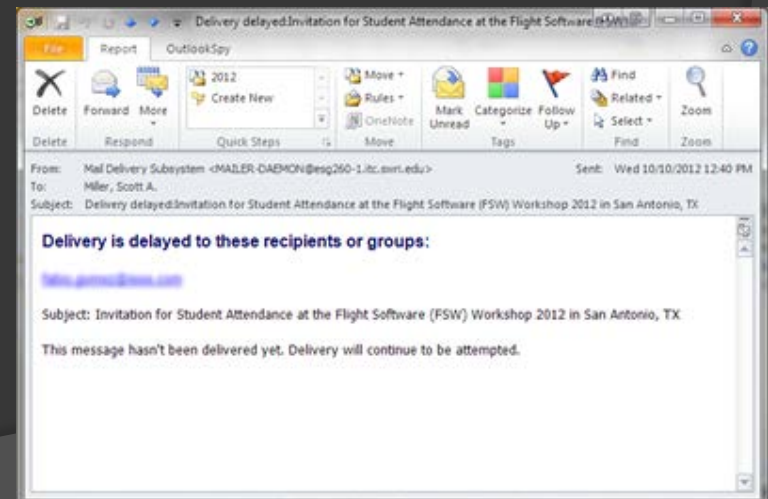 Delivery delayed:Invitation for Student Attendance at the Flight Software (FSW)
File Report OutlookSpy
Delete Forward More 2012 Create New Move Rules OneNote Mark Unread Categorize Follow Up Find Related Select Zoom
Delete Respond Quick Steps Move Tags Find Zoom
From: Mail Delivery Subsystem <MAILER-DAEMON@esg260-1.itc.swri.edu> Sent: Wed 10/10/2012 12:40 PM
To: Miller, Scott A.
Subject: Delivery delayed:Invitation for Student Attendance at the Flight Software (FSW) Workshop 2012 in San Antonio, TX
Delivery is delayed to these recipients or groups:
Subject: Invitation for Student Attendance at the Flight Software (FSW) Workshop 2012 in San Antonio, TX
This message hasn't been delivered yet. Delivery will continue to be attempted.